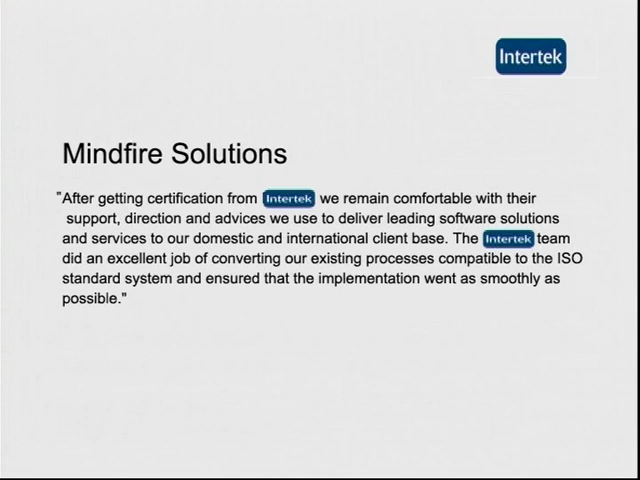 Intertek
Mindfire Solutions
"After getting certification from Intertek we remain comfortable with their
support, direction and advices we use to deliver leading software solutions
and services to our domestic and international client base. The Intertek team
did an excellent job of converting our existing processes compatible to the ISO
standard system and ensured that the implementation went as smoothly as
possible."